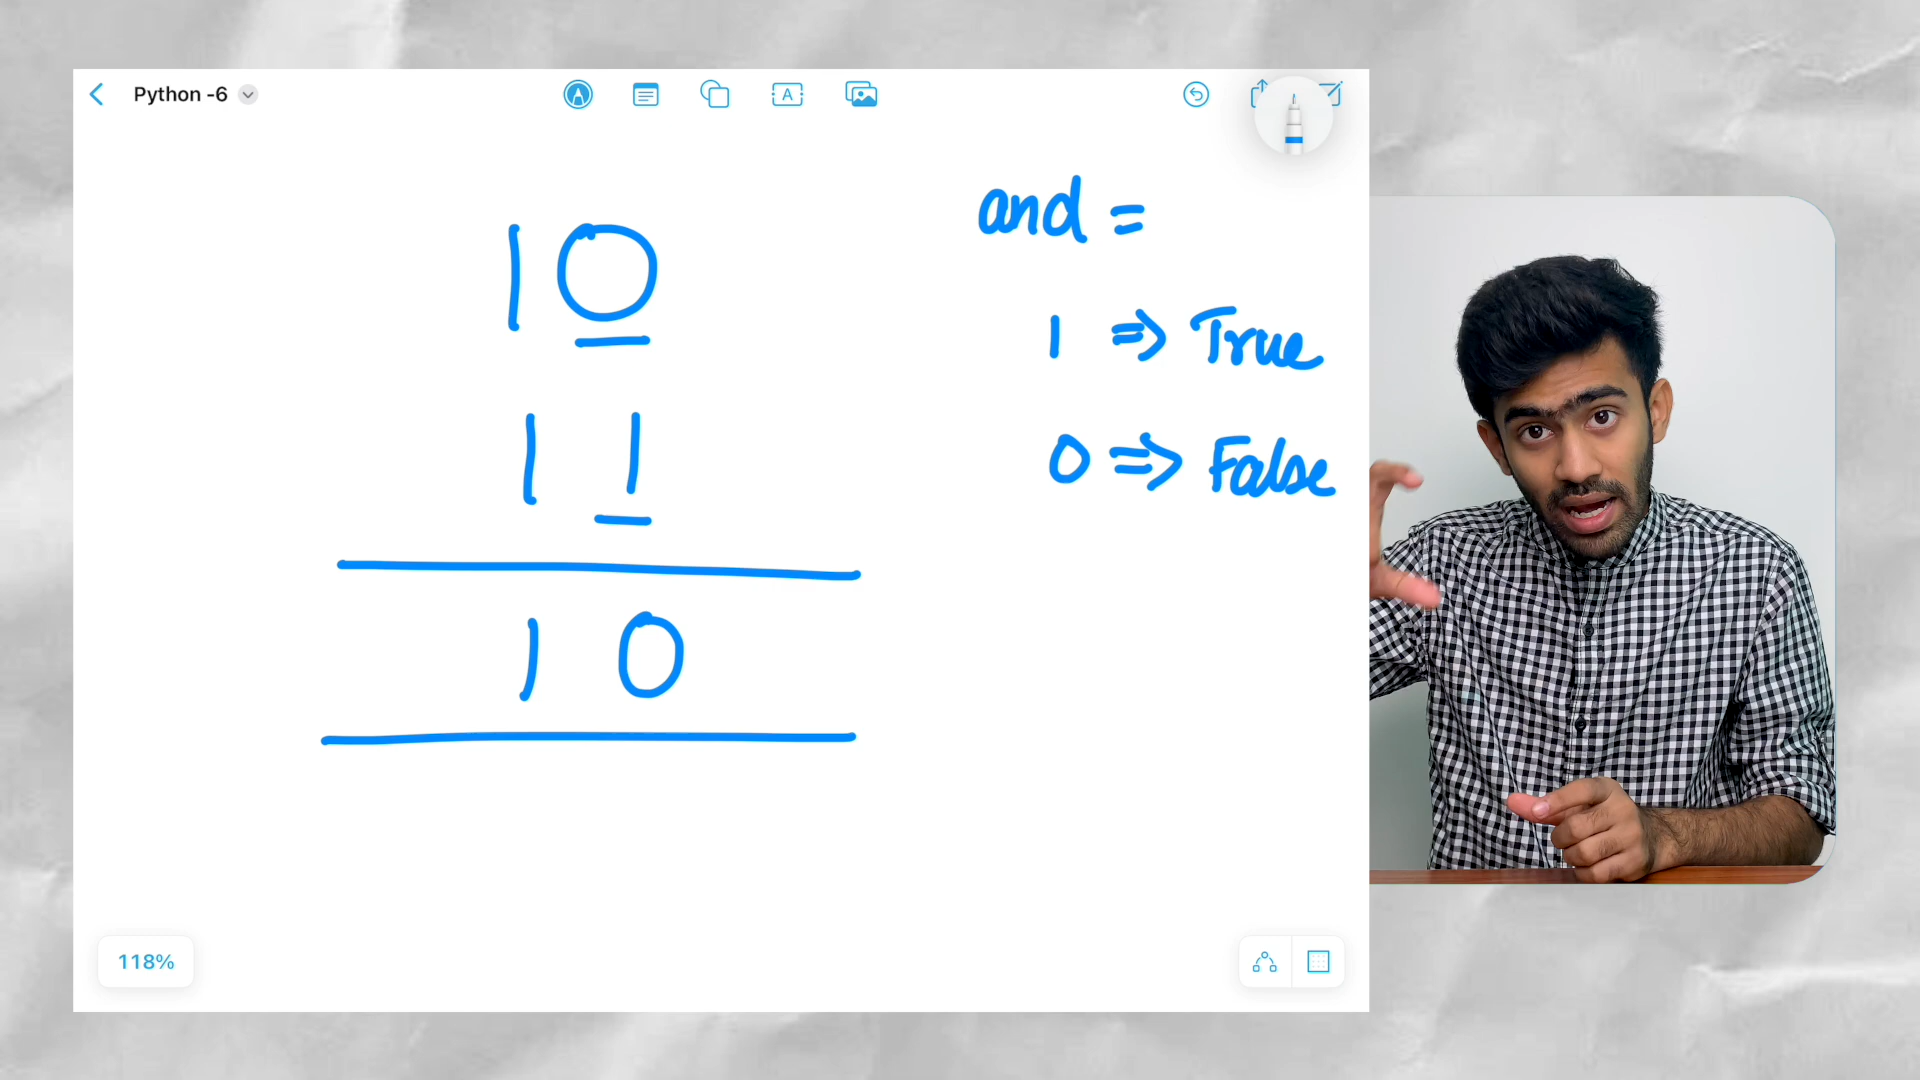 Python -6
A
and =
10
1 => True
11
0 => False
10
118%